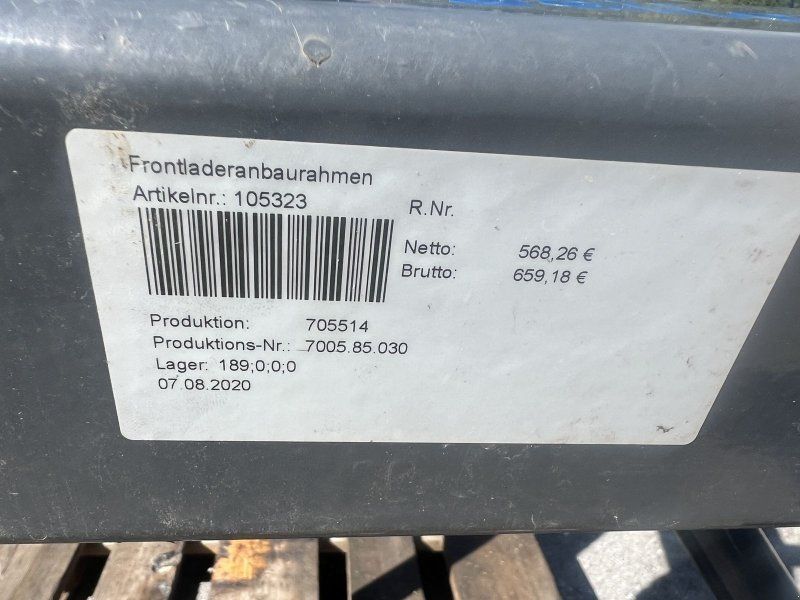 Frontladeranbaurahmen
Artikelnr.: 105323
R.Nr.
Netto: 568,26 €
Brutto: 659,18 €
Produktion: 705514
Produktions-Nr.: 7005.85.030
Lager: 189;0;0;0
07.08.2020